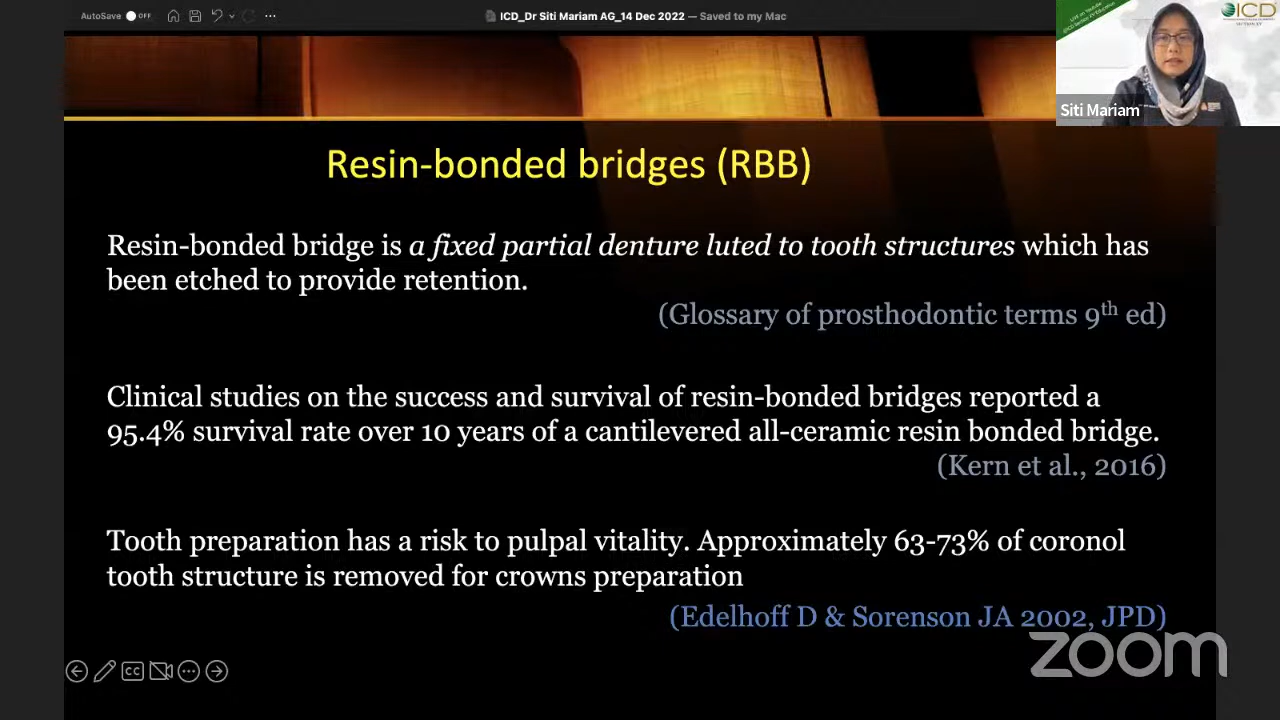 AutoSave OFF
ICD_Dr Siti Mariam AG_14 Dec 2022 — Saved to my Mac
ICD
Siti Mariam
Resin-bonded bridges (RBB)
Resin-bonded bridge is a fixed partial denture luted to tooth structures which has
been etched to provide retention.
(Glossary of prosthodontic terms 9th ed)
Clinical studies on the success and survival of resin-bonded bridges reported a
95.4% survival rate over 10 years of a cantilevered all-ceramic resin bonded bridge.
(Kern et al., 2016)
Tooth preparation has a risk to pulpal vitality. Approximately 63-73% of coronol
tooth structure is removed for crowns preparation
(Edelhoff D & Sorenson JA 2002, JPD)
CC
zoom